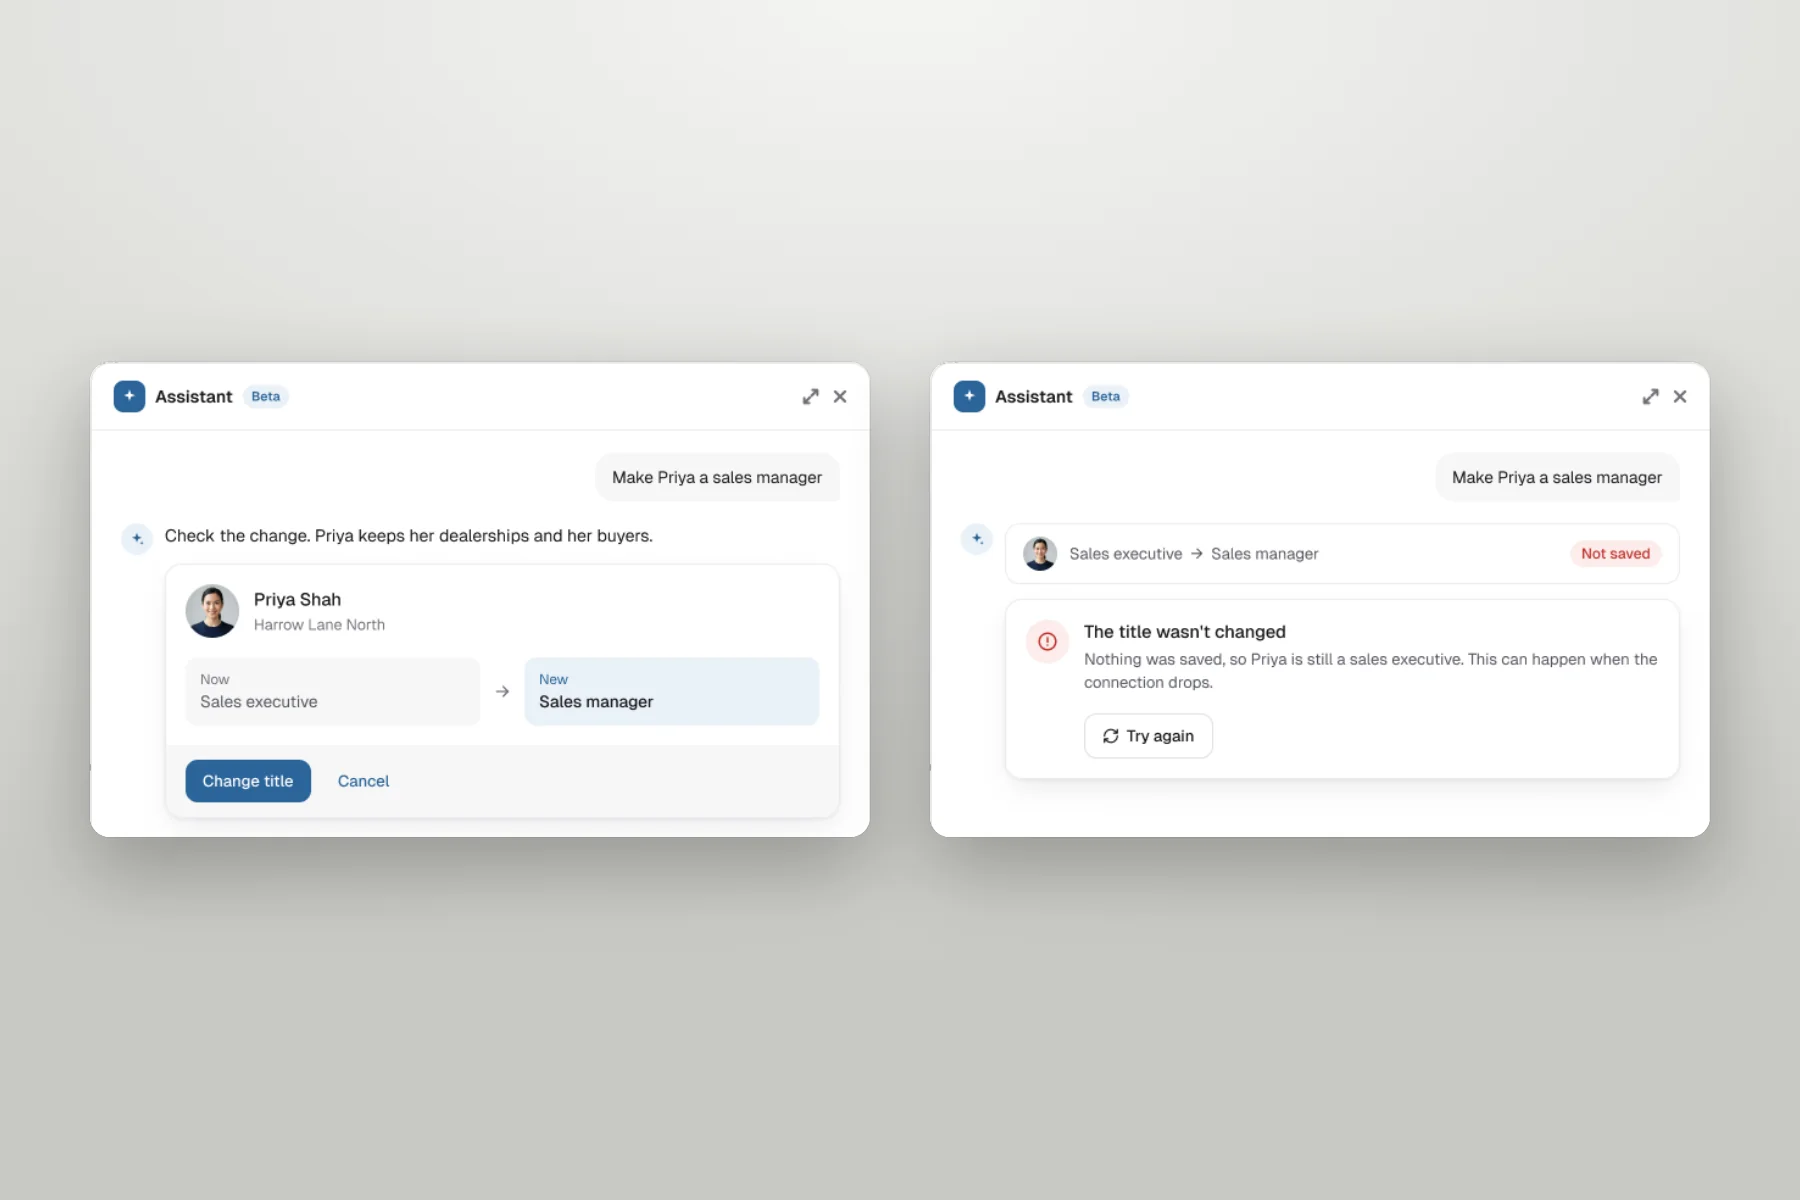 Assistant Beta
Make Priya a sales manager
Check the change. Priya keeps her dealerships and her buyers.
Priya Shah
Harrow Lane North
Now
Sales executive
New
Sales manager
Change title
Cancel
Assistant Beta
Make Priya a sales manager
Sales executive → Sales manager
Not saved
The title wasn't changed
Nothing was saved, so Priya is still a sales executive. This can happen when the
connection drops.
Try again